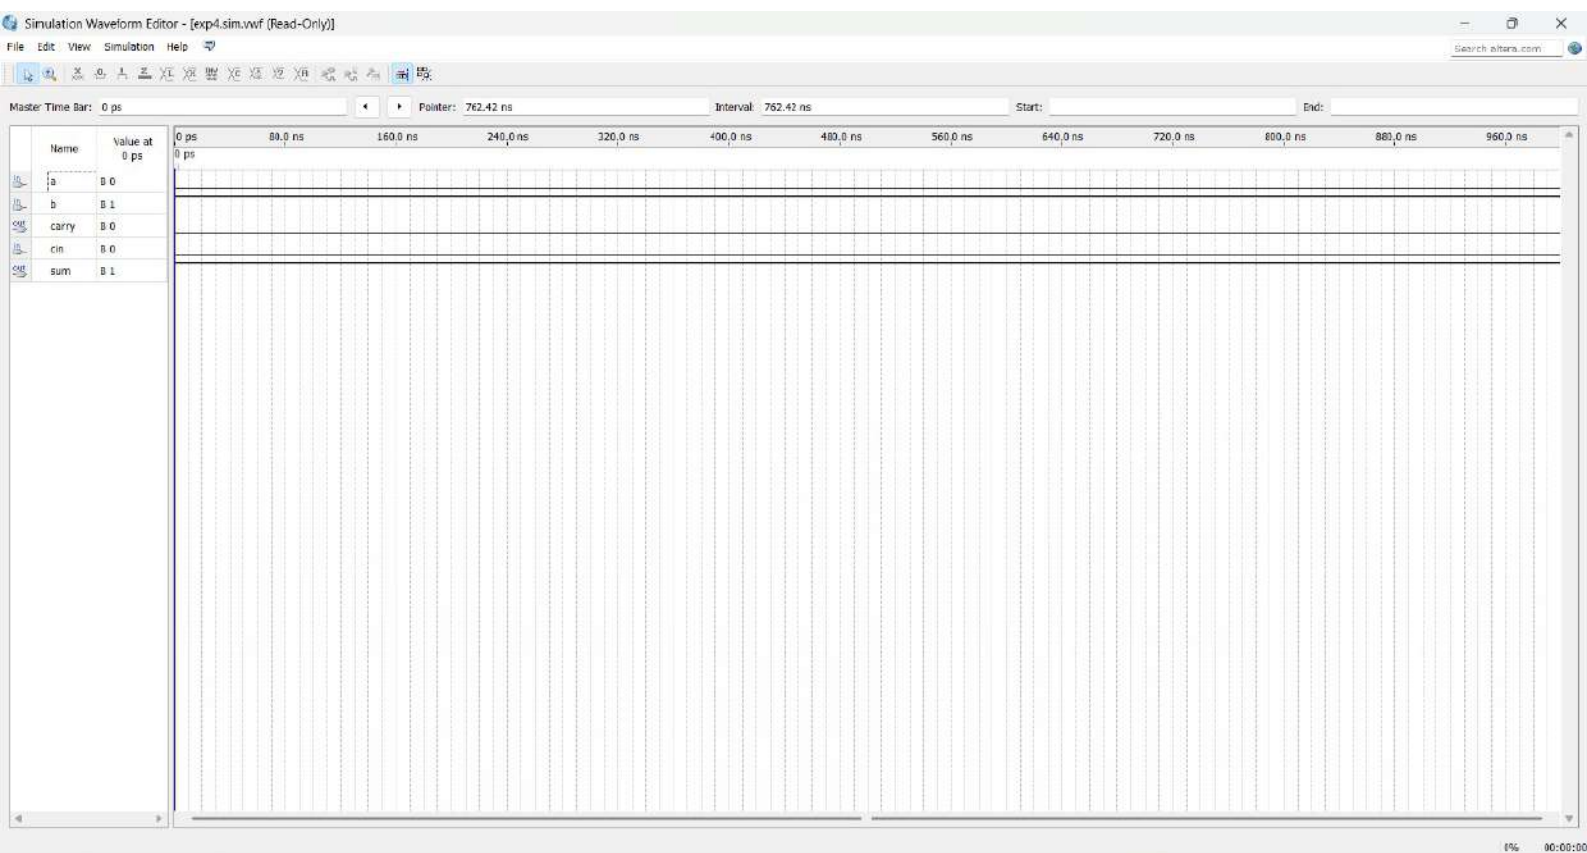 Simulation Waveform Editor - [exp4.sim.vwf (Read-Only)]
File Edit View Simulation Help
Search altera.com
Master Time Bar: 0 ps Pointer: 762.42 ns Interval: 762.42 ns Start: End:
Name Value at 0 ps
0 ps 80.0 ns 160.0 ns 240.0 ns 320.0 ns 400.0 ns 480.0 ns 560.0 ns 640.0 ns 720.0 ns 800.0 ns 880.0 ns 960.0 ns
0 ps
a B 0
b B 1
carry B 0
cin B 0
sum B 1
0% 00:00:00